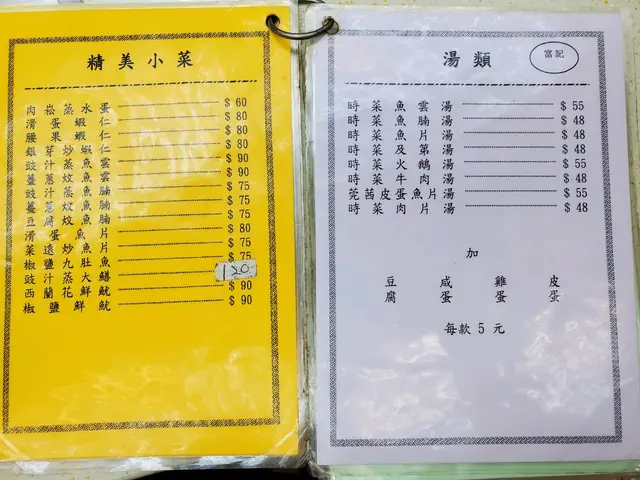 精美小菜
肉崧蒸水蛋 $ 60
滑蛋蝦仁 $ 80
腰果蝦仁 $ 80
銀芽炒蝦仁 $ 80
豉汁蒸魚雲 $ 90
薑蔥炆魚雲 $ 90
豉汁蒸魚腩 $ 75
薑蔥炆魚腩 $ 75
豆腐炆魚腩 $ 75
滑蛋魚片 $ 80
菜遠炒魚片 $ 75
椒鹽九肚魚 $ 75
豉汁蒸大鱔 120
西蘭花鮮魷 $ 90
椒鹽鮮魷 $ 90
湯類
富記
時菜魚雲湯 $ 55
時菜魚腩湯 $ 48
時菜魚片湯 $ 48
時菜及第湯 $ 48
時菜火鵝湯 $ 55
時菜牛肉湯 $ 48
芫茜皮蛋魚片湯 $ 55
時菜肉片湯 $ 48
加
豆腐 咸蛋 雞蛋 皮蛋
每款 5 元